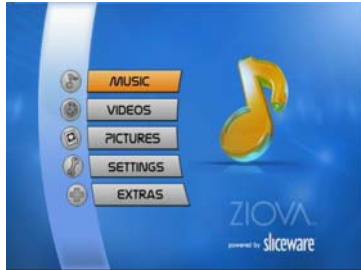 MUSIC
VIDEOS
PICTURES
SETTINGS
EXTRAS
ZIOVA
powered by sliceware